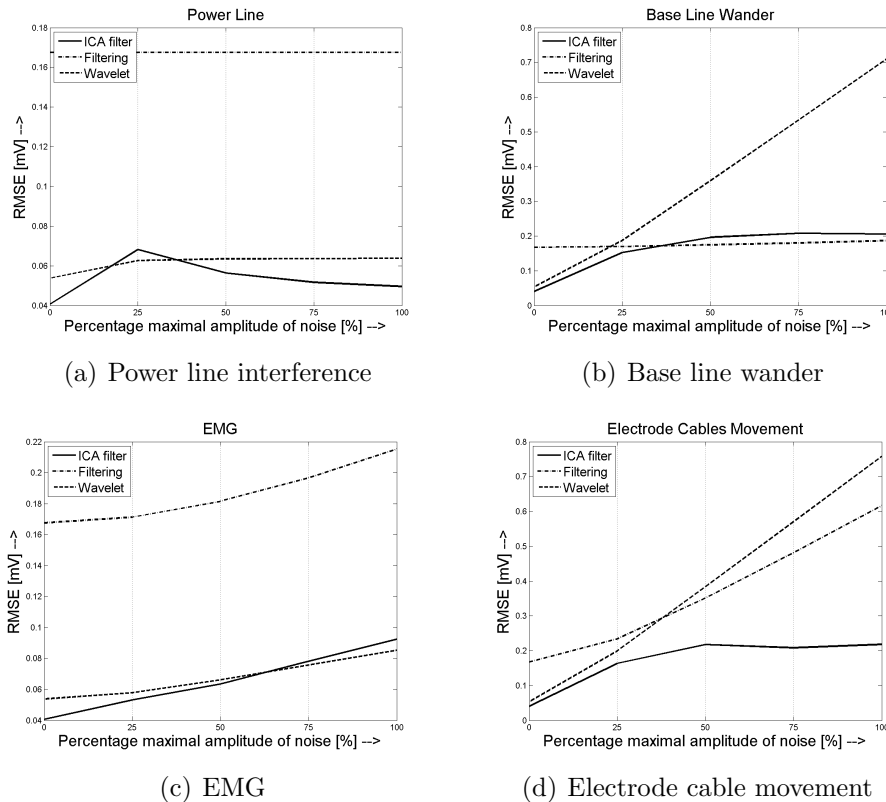 Power Line
ICA filter
Filtering
Wavelet
RMSE [mV] -->
0.18
0.16
0.14
0.12
0.1
0.08
0.06
0.04
0 25 50 75 100
Percentage maximal amplitude of noise [%] -->
(a) Power line interference
Base Line Wander
ICA filter
Filtering
Wavelet
RMSE [mV] -->
0.8
0.7
0.6
0.5
0.4
0.3
0.2
0.1
0
0 25 50 75 100
Percentage maximal amplitude of noise [%] -->
(b) Base line wander
EMG
ICA filter
Filtering
Wavelet
RMSE [mV] -->
0.22
0.2
0.18
0.16
0.14
0.12
0.1
0.08
0.06
0.04
0 25 50 75 100
Percentage maximal amplitude of noise [%] -->
(c) EMG
Electrode Cables Movement
ICA filter
Filtering
Wavelet
RMSE [mV] -->
0.8
0.7
0.6
0.5
0.4
0.3
0.2
0.1
0
0 25 50 75 100
Percentage maximal amplitude of noise [%] -->
(d) Electrode cable movement